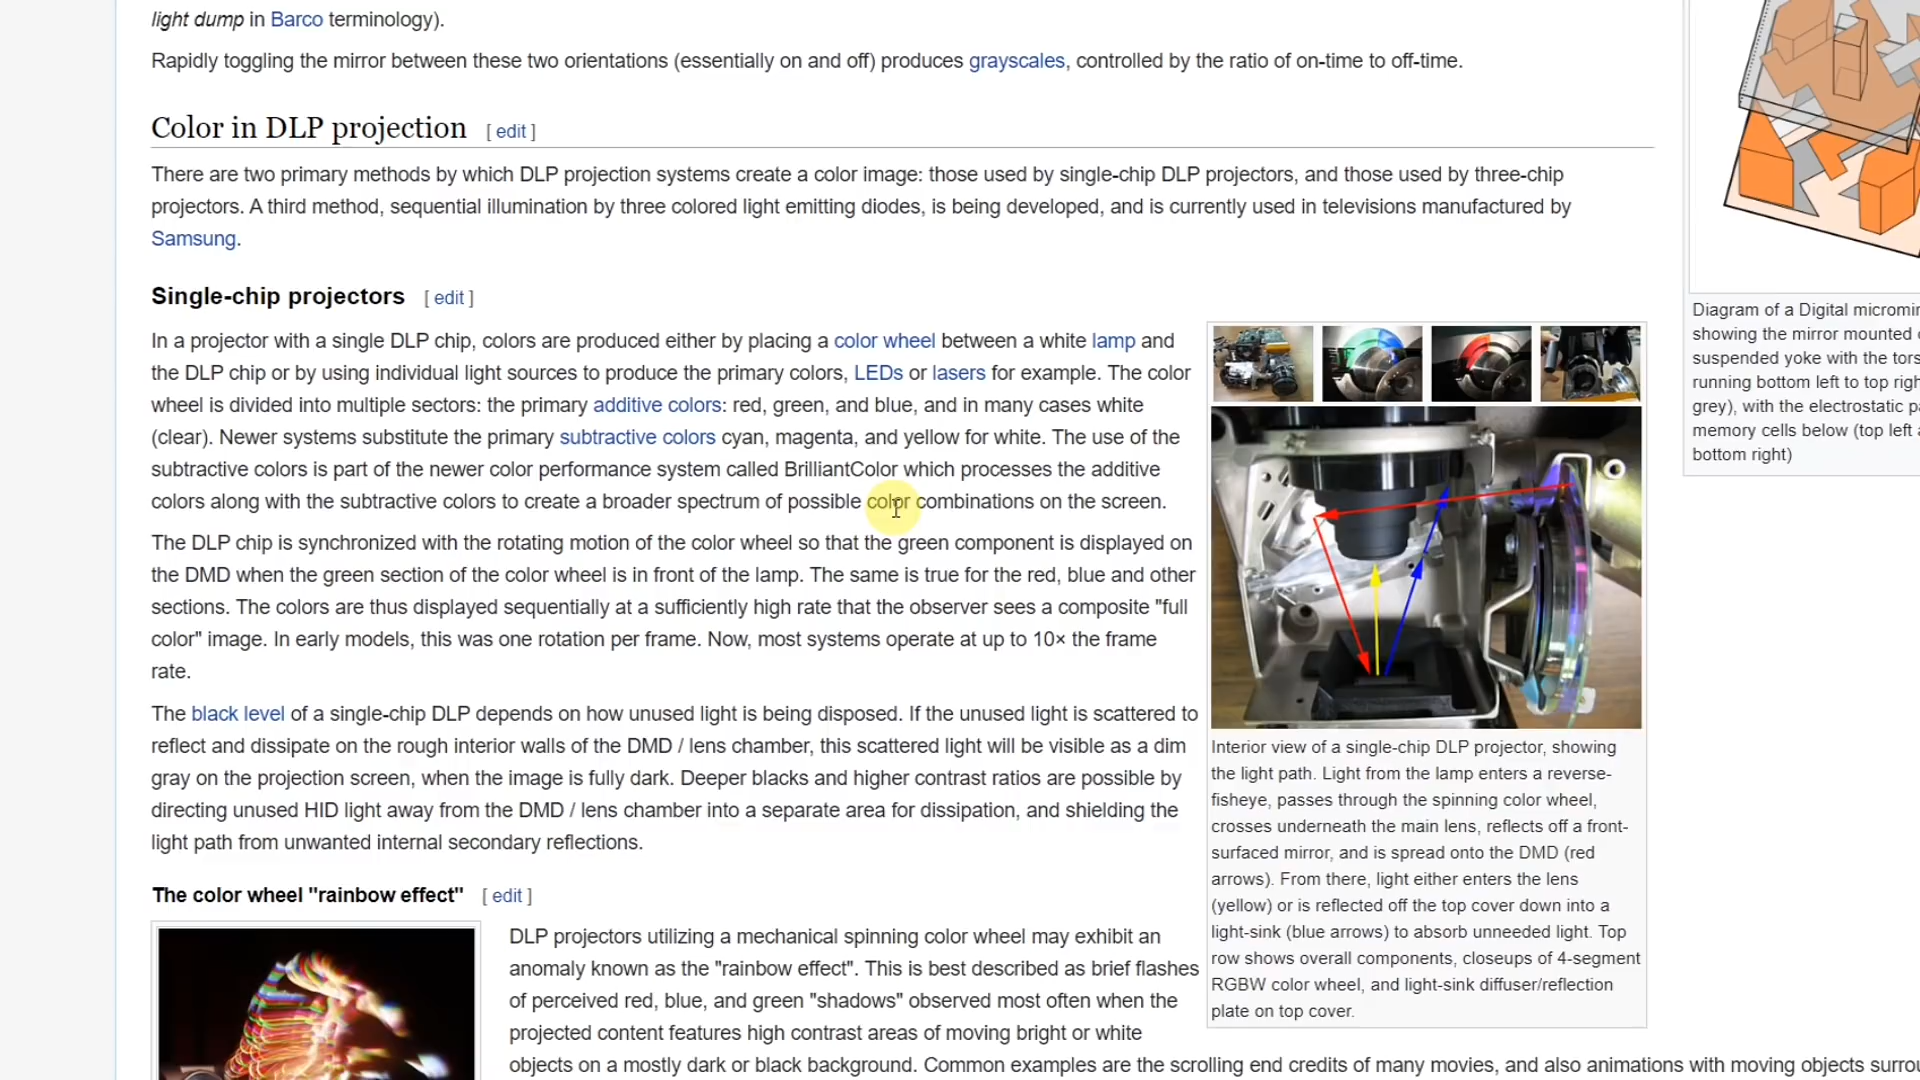 light dump in Barco terminology).
Rapidly toggling the mirror between these two orientations (essentially on and off) produces grayscales, controlled by the ratio of on-time to off-time.
Color in DLP projection [ edit ]
There are two primary methods by which DLP projection systems create a color image: those used by single-chip DLP projectors, and those used by three-chip
projectors. A third method, sequential illumination by three colored light emitting diodes, is being developed, and is currently used in televisions manufactured by
Samsung.
Single-chip projectors [ edit ]
In a projector with a single DLP chip, colors are produced either by placing a color wheel between a white lamp and
the DLP chip or by using individual light sources to produce the primary colors, LEDs or lasers for example. The color
wheel is divided into multiple sectors: the primary additive colors: red, green, and blue, and in many cases white
(clear). Newer systems substitute the primary subtractive colors cyan, magenta, and yellow for white. The use of the
subtractive colors is part of the newer color performance system called BrilliantColor which processes the additive
colors along with the subtractive colors to create a broader spectrum of possible color combinations on the screen.
The DLP chip is synchronized with the rotating motion of the color wheel so that the green component is displayed on
the DMD when the green section of the color wheel is in front of the lamp. The same is true for the red, blue and other
sections. The colors are thus displayed sequentially at a sufficiently high rate that the observer sees a composite "full
color" image. In early models, this was one rotation per frame. Now, most systems operate at up to 10× the frame
rate.
The black level of a single-chip DLP depends on how unused light is being disposed. If the unused light is scattered to
reflect and dissipate on the rough interior walls of the DMD / lens chamber, this scattered light will be visible as a dim
gray on the projection screen, when the image is fully dark. Deeper blacks and higher contrast ratios are possible by
directing unused HID light away from the DMD / lens chamber into a separate area for dissipation, and shielding the
light path from unwanted internal secondary reflections.
The color wheel "rainbow effect" [ edit ]
DLP projectors utilizing a mechanical spinning color wheel may exhibit an
anomaly known as the "rainbow effect". This is best described as brief flashes
of perceived red, blue, and green "shadows" observed most often when the
projected content features high contrast areas of moving bright or white
objects on a mostly dark or black background. Common examples are the scrolling end credits of many movies, and also animations with moving objects
Interior view of a single-chip DLP projector, showing
the light path. Light from the lamp enters a reverse-
fisheye, passes through the spinning color wheel,
crosses underneath the main lens, reflects off a front-
surfaced mirror, and is spread onto the DMD (red
arrows). From there, light either enters the lens
(yellow) or is reflected off the top cover down into a
light-sink (blue arrows) to absorb unneeded light. Top
row shows overall components, closeups of 4-segment
RGBW color wheel, and light-sink diffuser/reflection
plate on top cover.
Diagram of a Digital
showing the mirror mounted
suspended yoke with the
running bottom left to top
grey), with the electrostatic
memory cells below (top left
bottom right)